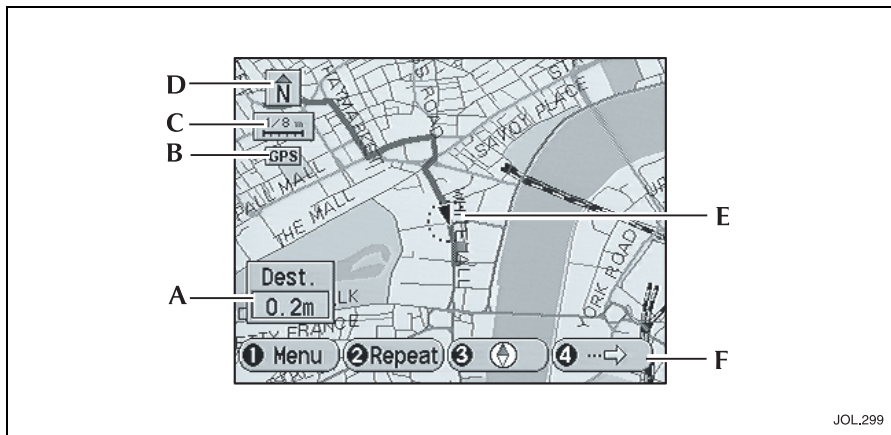 D
N
C
1/8 m
B
GPS
A
Dest.
0.2m
HAYMARKET
ROAD
SAVOY PLACE
PALL MALL
THE MALL
WHITEHALL
YORK ROAD
FRANCE
E
1 Menu
2 Repeat
3
4
F
JOL.299